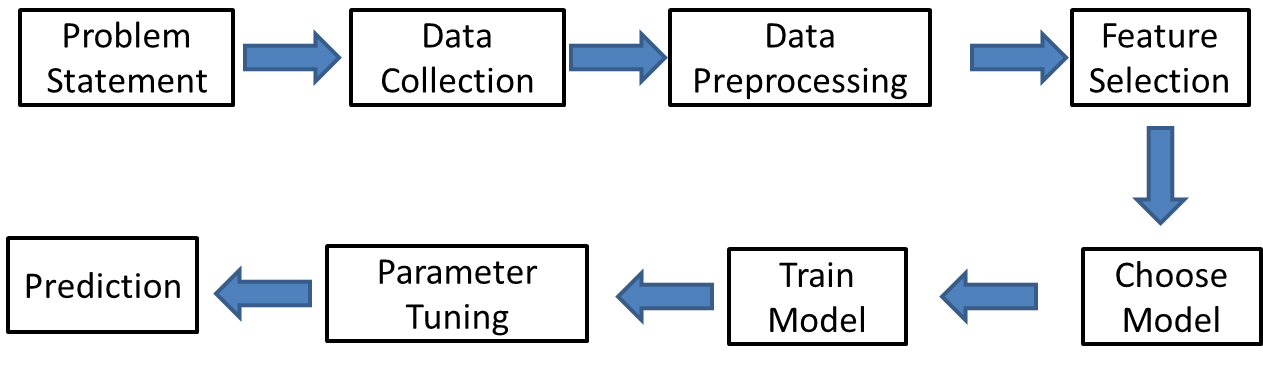 Problem
Statement
Data
Collection
Data
Preprocessing
Feature
Selection
Choose
Model
Train
Model
Parameter
Tuning
Prediction